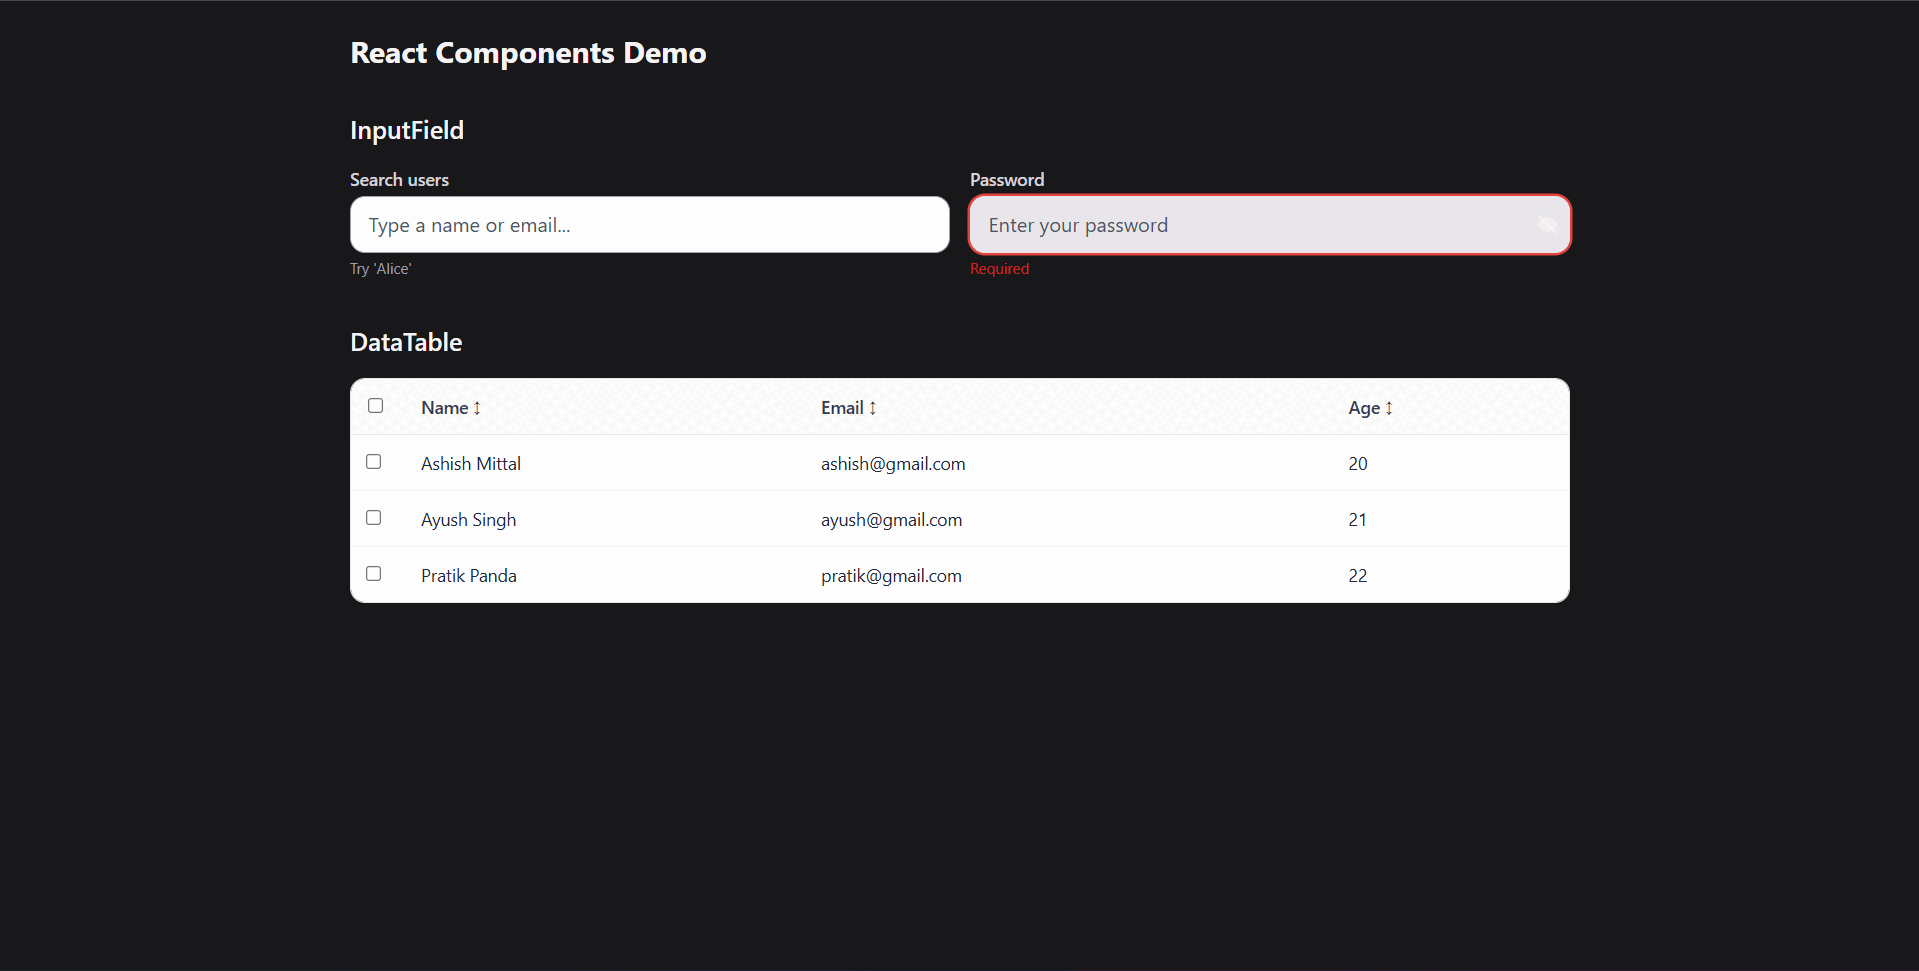 React Components Demo
InputField
Search users
Password
Type a name or email...
Enter your password
Try 'Alice'
Required
DataTable
Name ↕ Email ↕ Age ↕
Ashish Mittal ashish@gmail.com 20
Ayush Singh ayush@gmail.com 21
Pratik Panda pratik@gmail.com 22